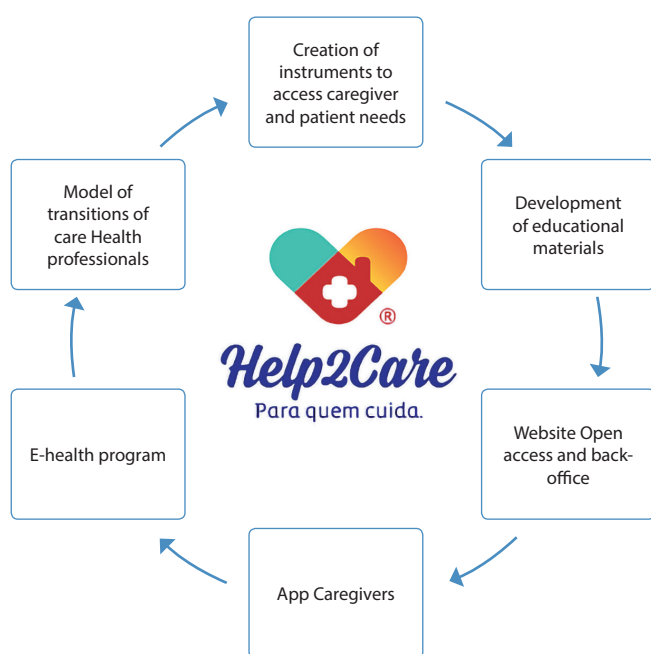 Creation of
instruments to
access caregiver
and patient needs
Development
of educational
materials
Website Open
access and back-
office
App Caregivers
E-health program
Model of
transitions of
care Health
professionals
®
Help2Care
Para quem cuida.